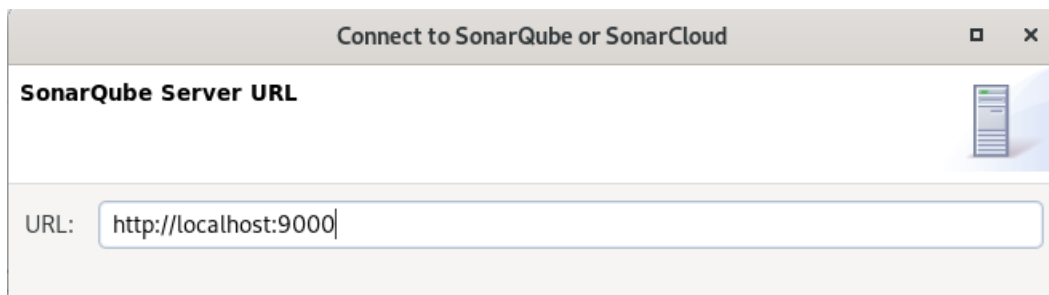 Connect to SonarQube or SonarCloud
SonarQube Server URL
URL: http://localhost:9000